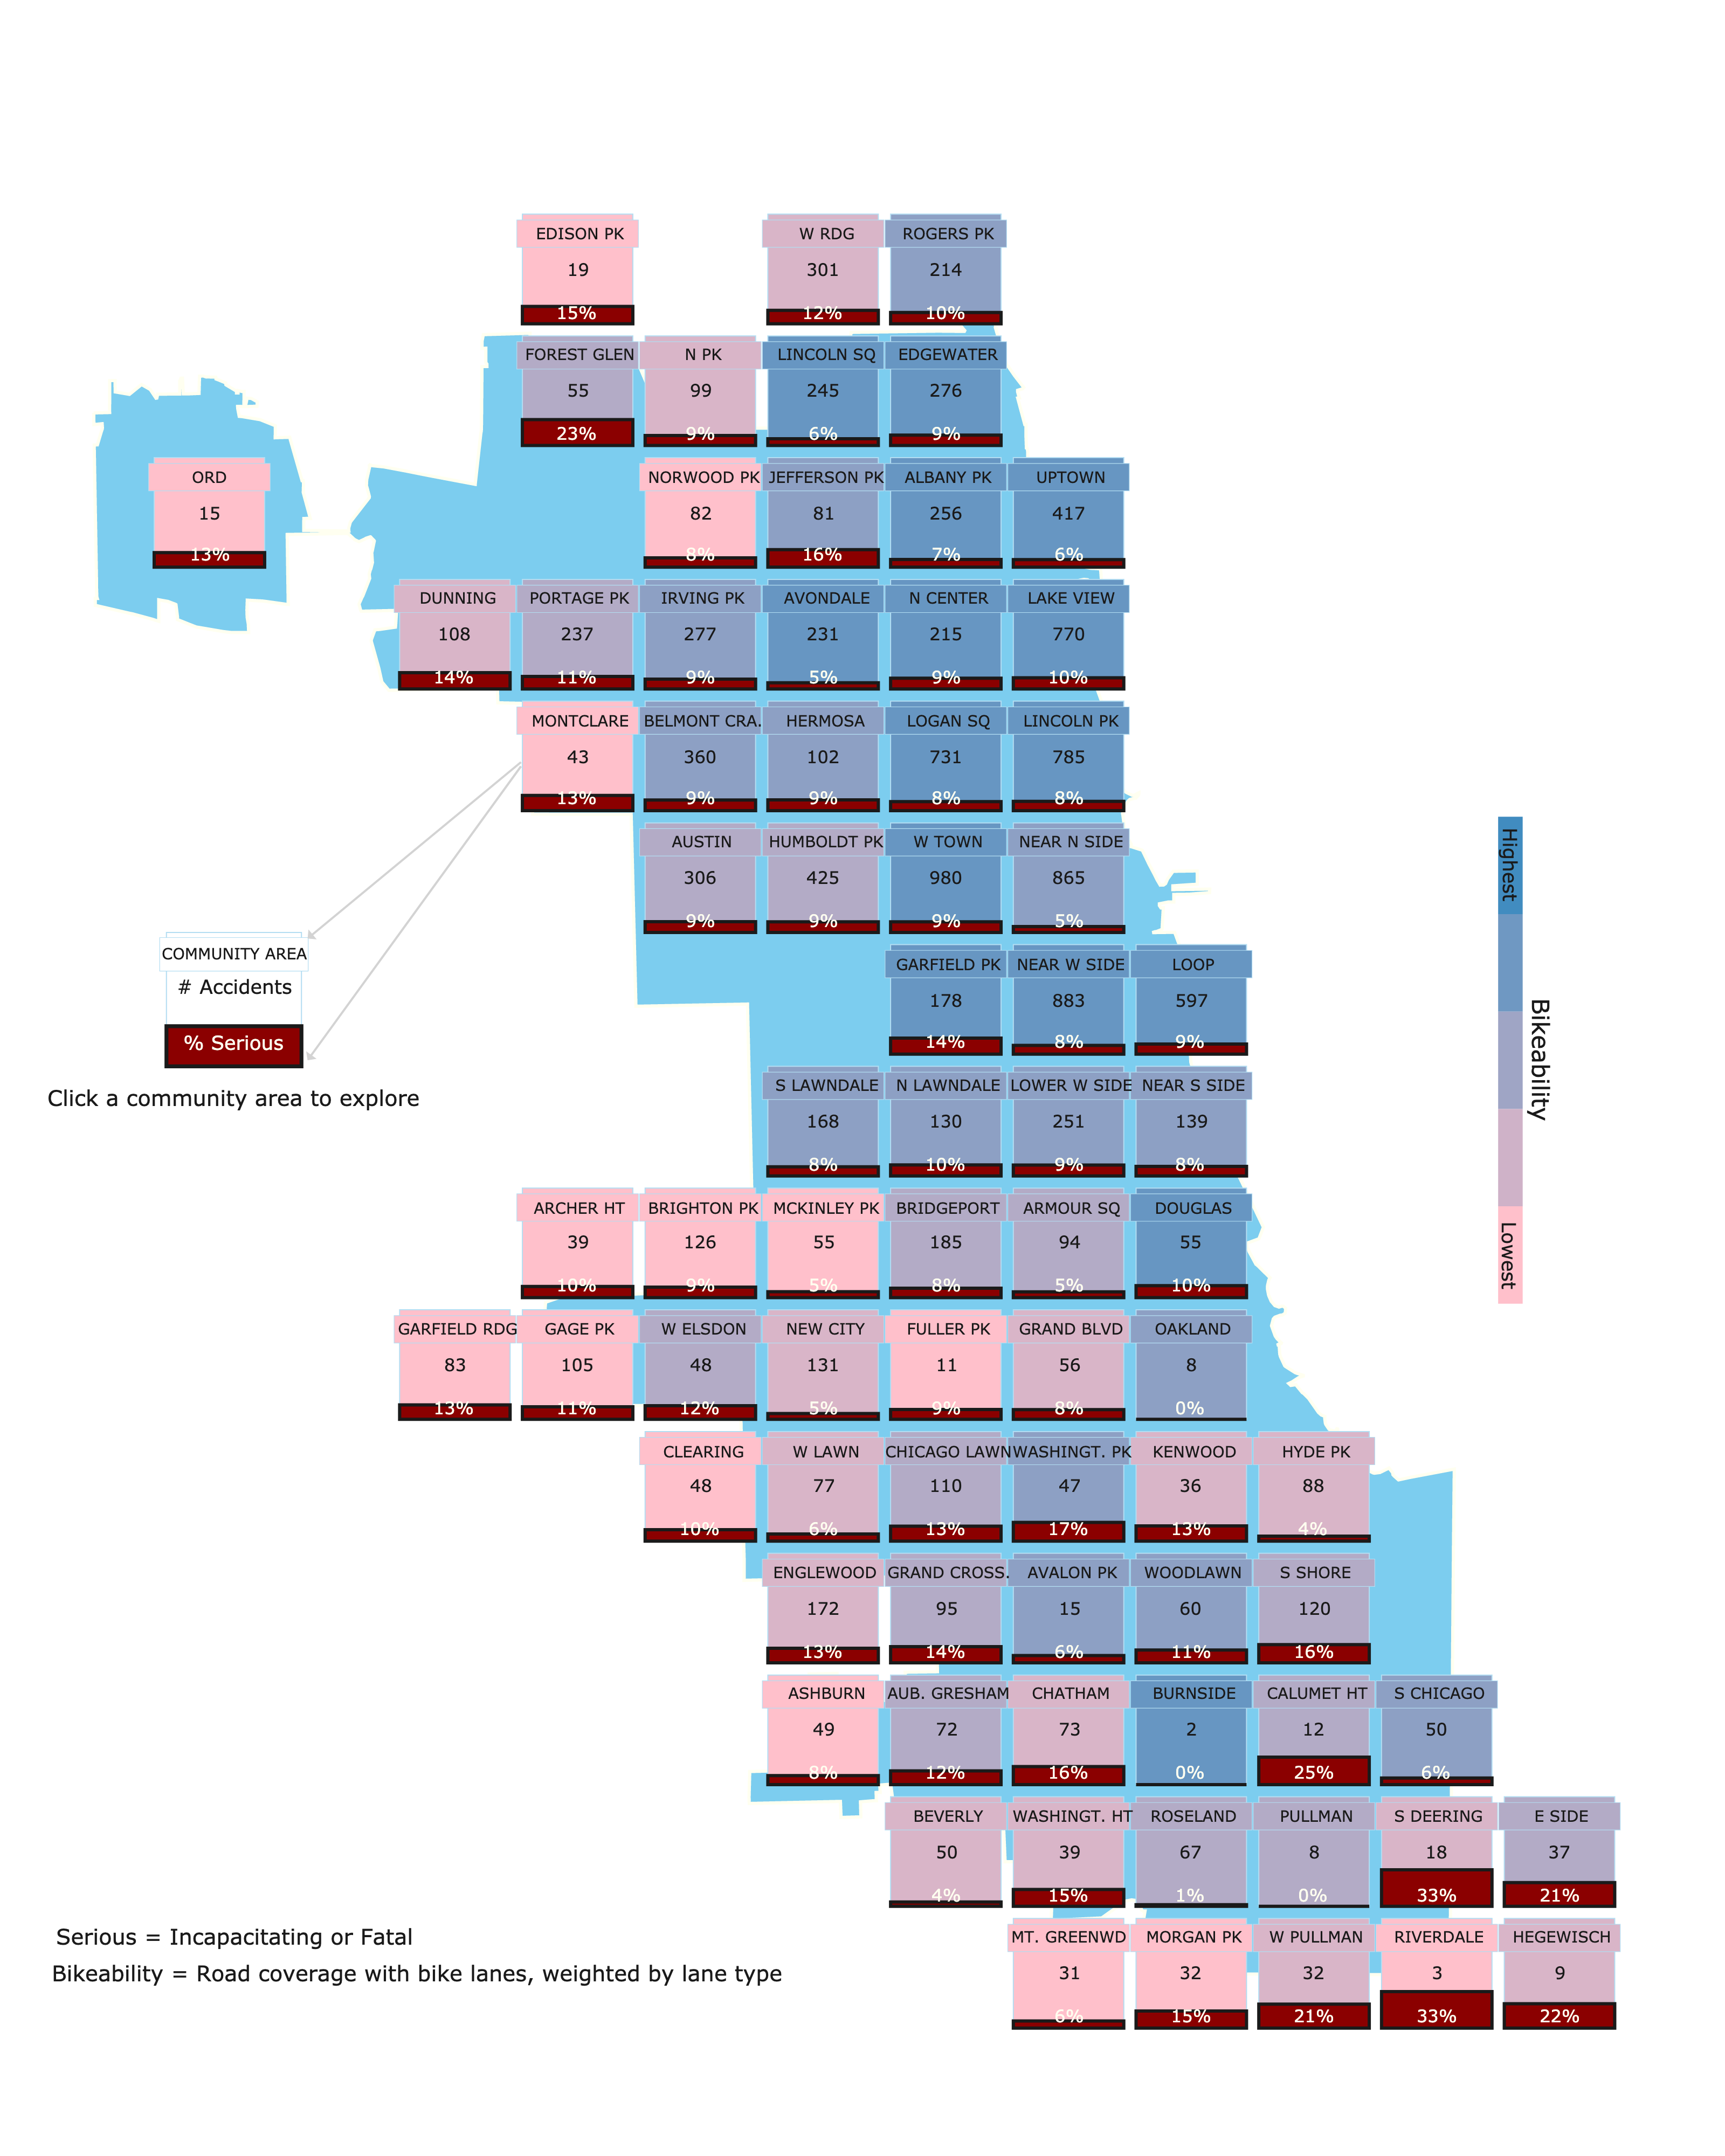 EDISON PK
19
15%
W RDG
301
12%
ROGERS PK
214
10%
FOREST GLEN
55
23%
N PK
99
9%
LINCOLN SQ
245
6%
EDGEWATER
276
9%
ORD
15
13%
NORWOOD PK
82
8%
JEFFERSON PK
81
16%
ALBANY PK
256
7%
UPTOWN
417
6%
DUNNING
108
14%
PORTAGE PK
237
11%
IRVING PK
277
9%
AVONDALE
231
5%
N CENTER
215
9%
LAKE VIEW
770
10%
MONTCLARE
43
13%
BELMONT CRA.
360
9%
HERMOSA
102
9%
LOGAN SQ
731
8%
LINCOLN PK
785
8%
AUSTIN
306
9%
HUMBOLDT PK
425
9%
W TOWN
980
9%
NEAR N SIDE
865
5%
GARFIELD PK
178
14%
NEAR W SIDE
883
8%
LOOP
597
9%
COMMUNITY AREA
# Accidents
% Serious
Click a community area to explore
Highest
Bikeability
Lowest
S LAWNDALE
168
8%
N LAWNDALE
130
10%
LOWER W SIDE
251
9%
NEAR S SIDE
139
8%
ARCHER HT
39
10%
BRIGHTON PK
126
9%
MCKINLEY PK
55
5%
BRIDGEPORT
185
8%
ARMOUR SQ
94
5%
DOUGLAS
55
10%
GARFIELD RDG
83
13%
GAGE PK
105
11%
W ELSDON
48
12%
NEW CITY
131
5%
FULLER PK
11
9%
GRAND BLVD
56
8%
OAKLAND
8
0%
CLEARING
48
10%
W LAWN
77
6%
CHICAGO LAWN
110
13%
WASHINGT. PK
47
17%
KENWOOD
36
13%
HYDE PK
88
4%
ENGLEWOOD
172
13%
GRAND CROSS.
95
14%
AVALON PK
15
6%
WOODLAWN
60
11%
S SHORE
120
16%
ASHBURN
49
8%
AUB. GRESHAM
72
12%
CHATHAM
73
16%
BURNSIDE
2
0%
CALUMET HT
12
25%
S CHICAGO
50
6%
BEVERLY
50
4%
WASHINGT. HT
39
15%
ROSELAND
67
1%
PULLMAN
8
0%
S DEERING
18
33%
E SIDE
37
21%
MT. GREENWD
31
6%
MORGAN PK
32
15%
W PULLMAN
32
21%
RIVERDALE
3
33%
HEGEWISCH
9
22%
Serious = Incapacitating or Fatal
Bikeability = Road coverage with bike lanes, weighted by lane type